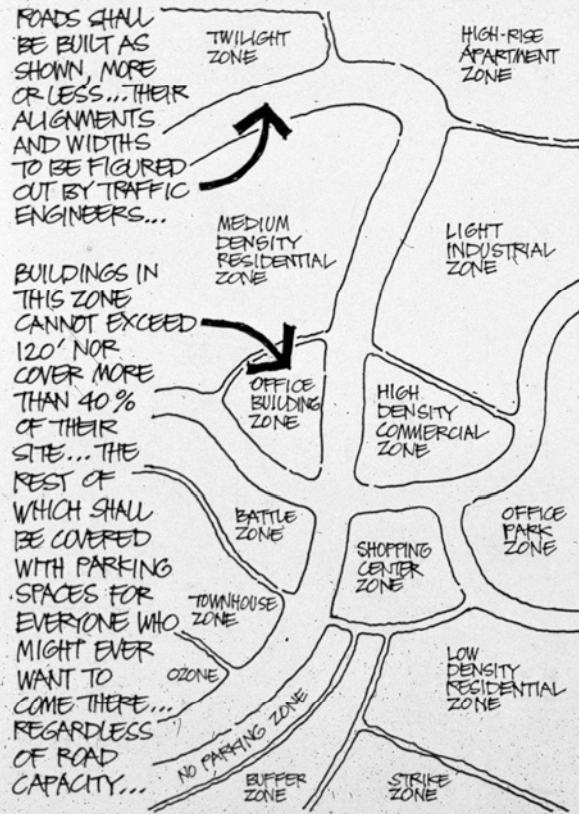 ROADS SHALL
BE BUILT AS
SHOWN, MORE
OR LESS...THEIR
ALIGNMENTS
AND WIDTHS
TO BE FIGURED
OUT BY TRAFFIC
ENGINEERS...
BUILDINGS IN
THIS ZONE
CANNOT EXCEED
120' NOR
COVER MORE
THAN 40%
OF THEIR
SITE...THE
REST OF
WHICH SHALL
BE COVERED
WITH PARKING
SPACES FOR
EVERYONE WHO
MIGHT EVER
WANT TO
COME THERE...
REGARDLESS
OF ROAD
CAPACITY...
TWILIGHT
ZONE
HIGH-RISE
APARTMENT
ZONE
MEDIUM
DENSITY
RESIDENTIAL
ZONE
LIGHT
INDUSTRIAL
ZONE
OFFICE
BUILDING
ZONE
HIGH
DENSITY
COMMERCIAL
ZONE
BATTLE
ZONE
SHOPPING
CENTER
ZONE
OFFICE
PARK
ZONE
TOWNHOUSE
ZONE
OZONE
NO PARKING ZONE
LOW
DENSITY
RESIDENTIAL
ZONE
BUFFER
ZONE
STRIKE
ZONE